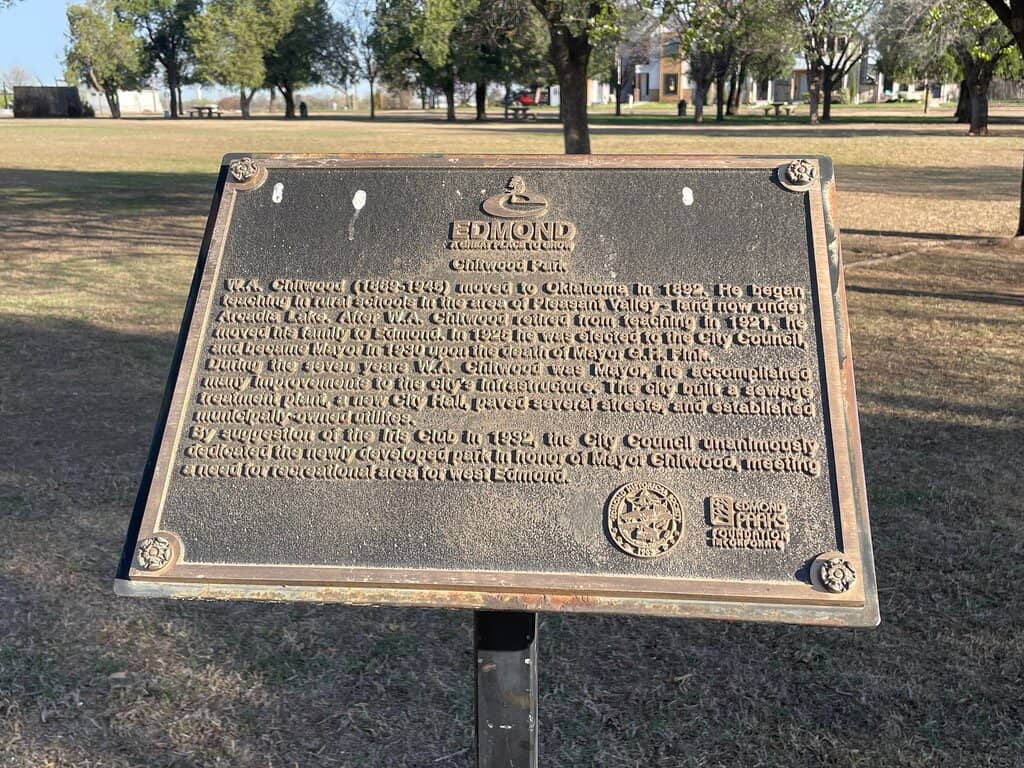 EDMOND
A GREAT PLACE TO GROW
Chitwood Park
W.A. Chitwood (1869-1945) moved to Oklahoma in 1892. He began
teaching in rural schools in the area of Pleasant Valley - land now under
Arcadia Lake. After W.A. Chitwood retired from teaching in 1921, he
moved his family to Edmond. In 1925 he was elected to the City Council,
and became Mayor in 1930 upon the death of Mayor G.H. Fink.
During the seven years W.A. Chitwood was Mayor, he accomplished
many improvements to the city's infrastructure. The city built a sewage
treatment plant, a new City Hall, paved several streets, and established
municipally-owned utilities.
By suggestion of the Iris Club in 1932, the City Council unanimously
dedicated the newly developed park in honor of Mayor Chitwood, meeting
a need for recreational area for west Edmond.
EDMOND HISTORICAL SOCIETY
EDMOND
PARKS
FOUNDATION
INCORPORATED